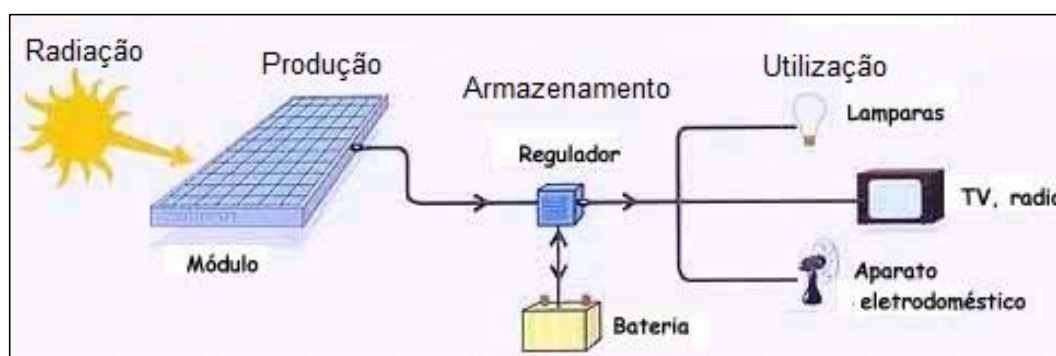 Radiação
Produção
Armazenamento
Utilização
Lamparas
Regulador
TV, radio
Módulo
Aparato
eletrodoméstico
Bateria